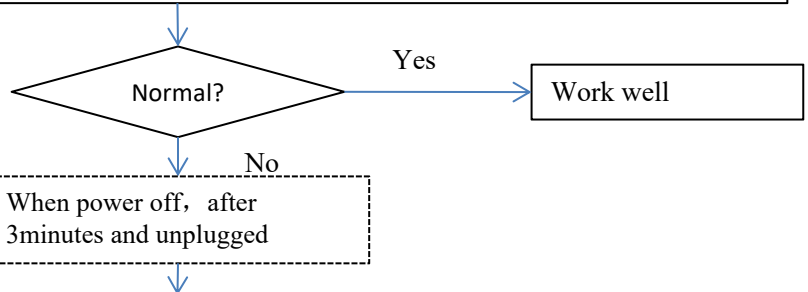 Yes
Normal?
Work well
No
When power off，after
3minutes and unplugged